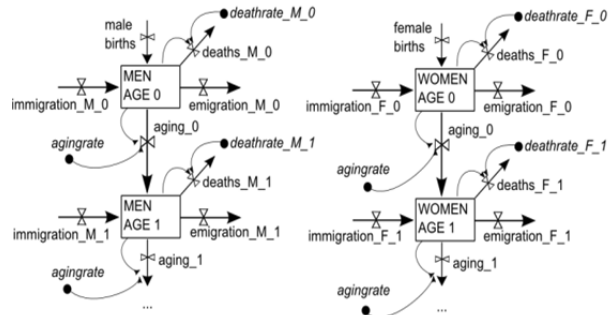 male
births
deathrate_M_0
deaths_M_0
MEN
AGE 0
immigration_M_0
emigration_M_0
aging_0
agingrate
deathrate_M_1
deaths_M_1
MEN
AGE 1
immigration_M_1
emigration_M_1
aging_1
agingrate
...
female
births
deathrate_F_0
deaths_F_0
WOMEN
AGE 0
immigration_F_0
emigration_F_0
aging_0
agingrate
deathrate_F_1
deaths_F_1
WOMEN
AGE 1
immigration_F_1
emigration_F_1
aging_1
agingrate
...